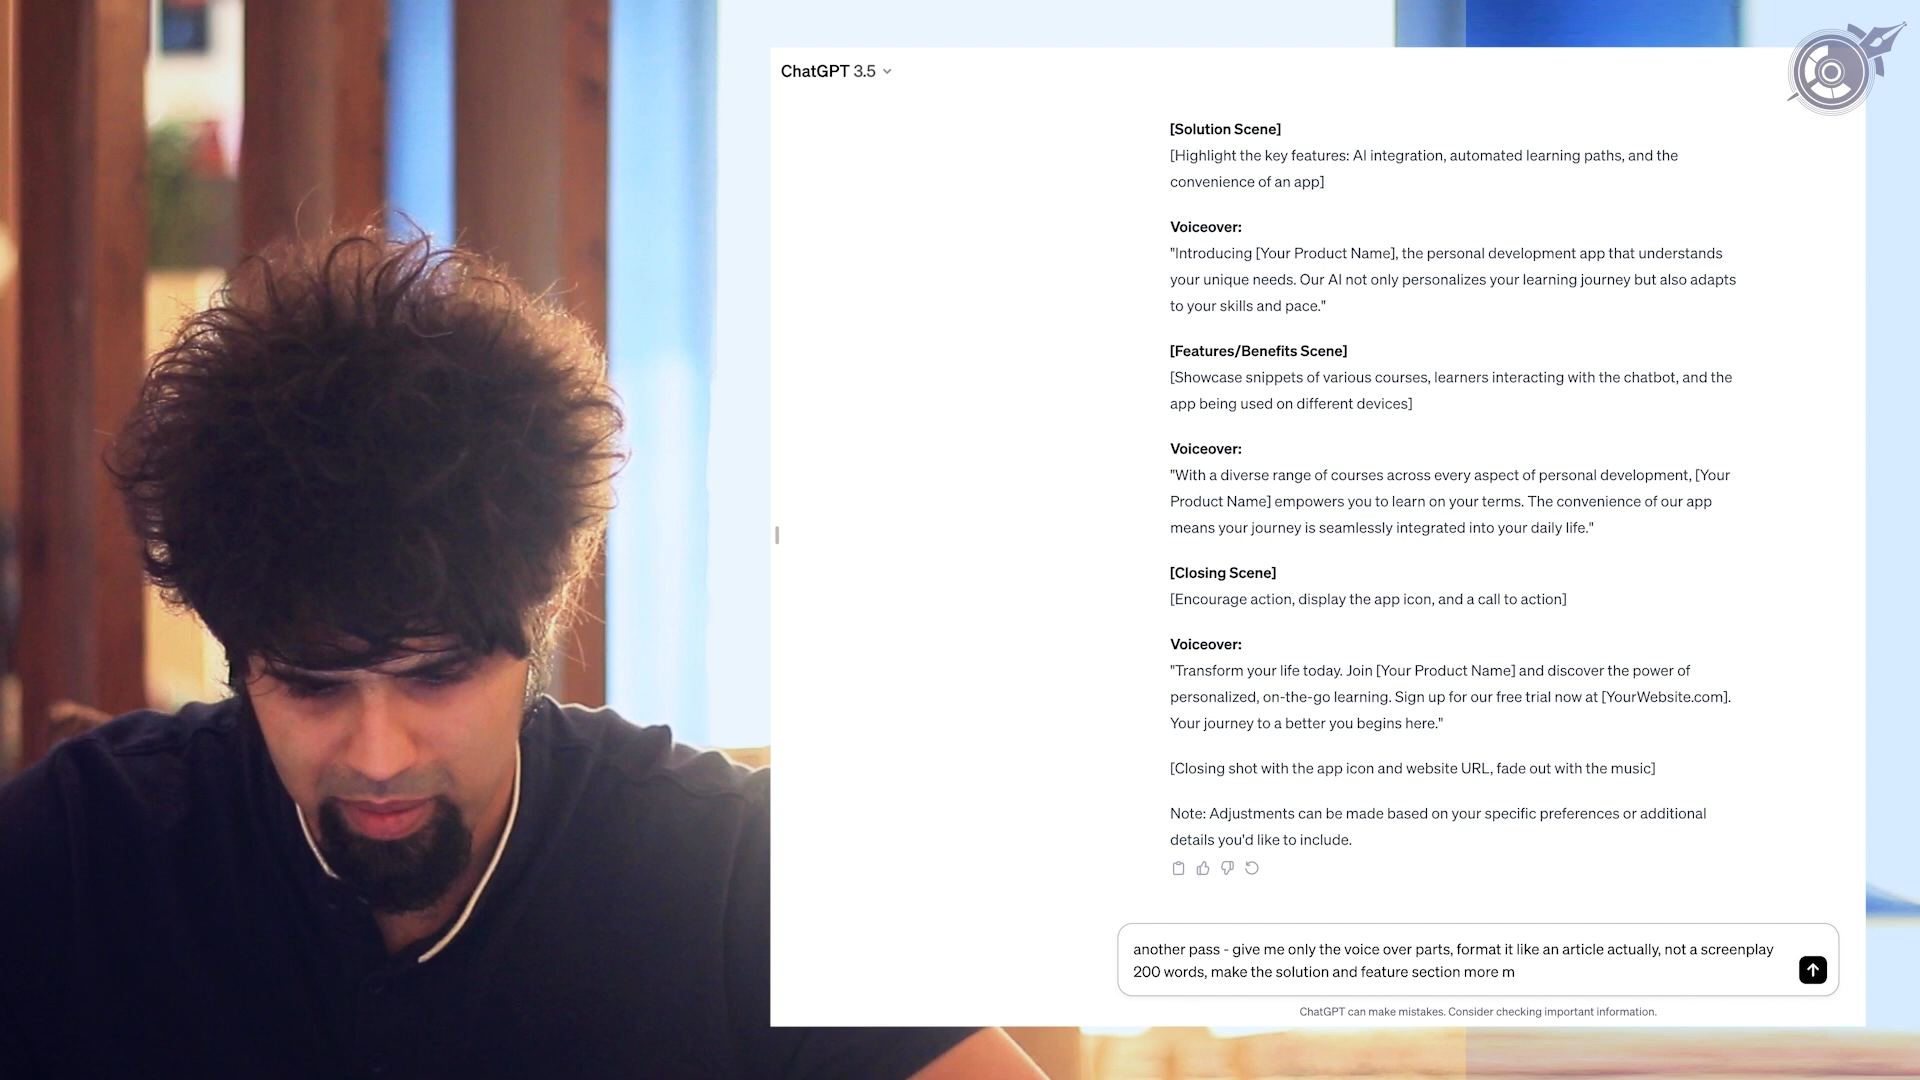 ChatGPT 3.5
[Solution Scene]
[Highlight the key features: AI integration, automated learning paths, and the
convenience of an app]
Voiceover:
"Introducing [Your Product Name], the personal development app that understands
your unique needs. Our AI not only personalizes your learning journey but also adapts
to your skills and pace."
[Features/Benefits Scene]
[Showcase snippets of various courses, learners interacting with the chatbot, and the
app being used on different devices]
Voiceover:
"With a diverse range of courses across every aspect of personal development, [Your
Product Name] empowers you to learn on your terms. The convenience of our app
means your journey is seamlessly integrated into your daily life."
[Closing Scene]
[Encourage action, display the app icon, and a call to action]
Voiceover:
"Transform your life today. Join [Your Product Name] and discover the power of
personalized, on-the-go learning. Sign up for our free trial now at [YourWebsite.com].
Your journey to a better you begins here."
[Closing shot with the app icon and website URL, fade out with the music]
Note: Adjustments can be made based on your specific preferences or additional
details you'd like to include.
another pass - give me only the voice over parts, format it like an article actually, not a screenplay
200 words, make the solution and feature section more m
ChatGPT can make mistakes. Consider checking important information.